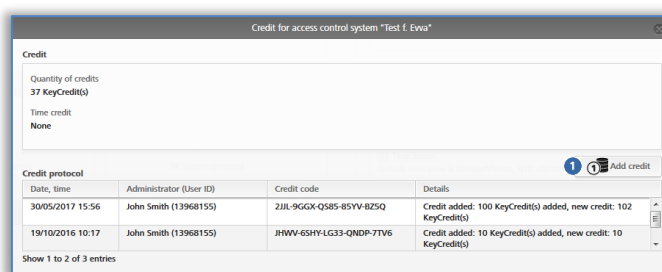 Credit for access control system "Test f. Evva"
Credit
Quantity of credits
37 KeyCredit(s)
Time credit
None
1 1 Add credit
Credit protocol
Date, time Administrator (User ID) Credit code Details
30/05/2017 15:56 John Smith (13968155) 2JJL-9GGX-QS85-85YV-BZSQ Credit added: 100 KeyCredit(s) added, new credit: 102
KeyCredit(s)
19/10/2016 10:17 John Smith (13968155) JHWV-6SHY-LG33-QNDP-7TV6 Credit added: 10 KeyCredit(s) added, new credit: 10
KeyCredit(s)
Show 1 to 2 of 3 entries